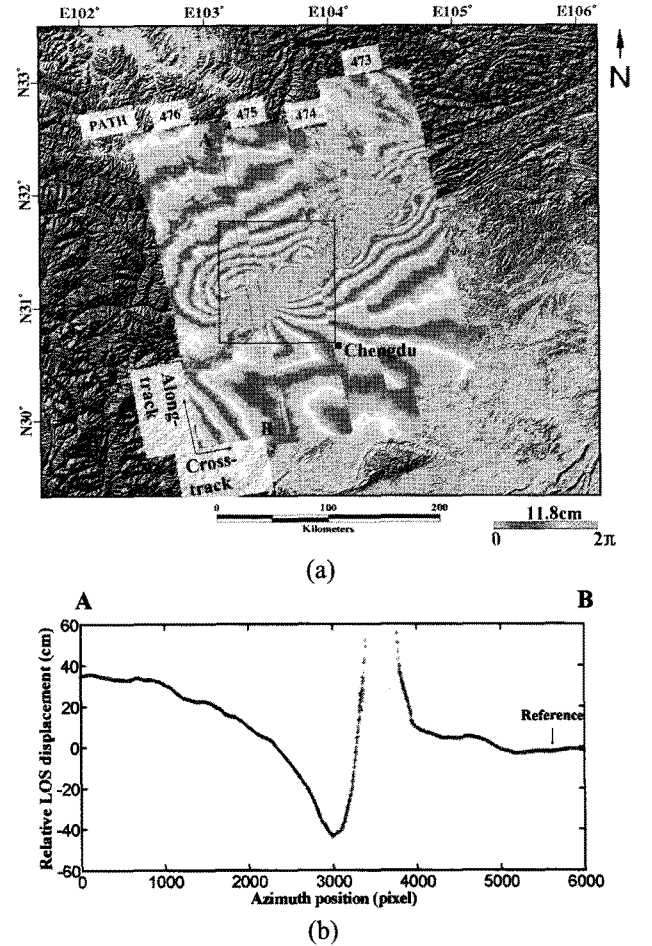 E102° E103° E104° E105° E106°
N33°
N32°
N31°
N30°
N
PATH 476 475 474 473
A
Chengdu
B
Along-
track
Cross-
track
0 100 200
Kilometers
11.8cm
0 2π
(a)
A B
Relative LOS displacement (cm)
60
40
20
0
-20
-40
-60
Reference
0 1000 2000 3000 4000 5000 6000
Azimuth position (pixel)
(b)